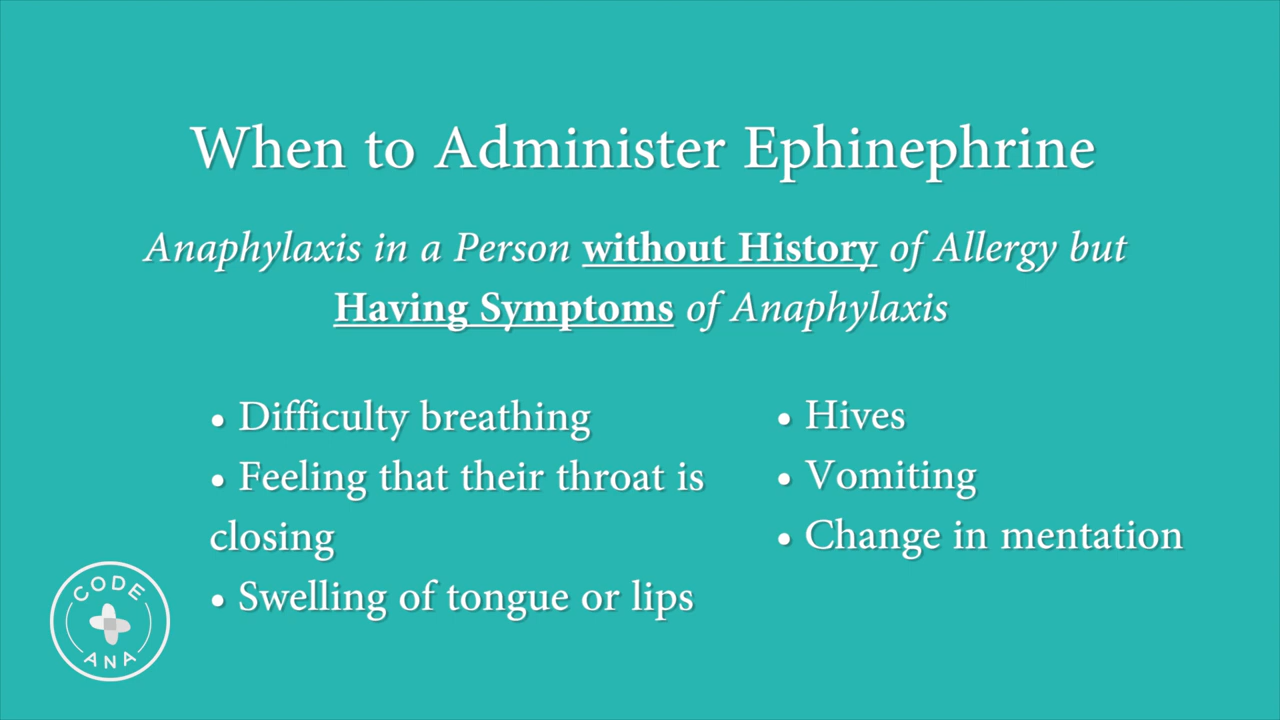 When to Administer Ephinephrine
Anaphylaxis in a Person without History of Allergy but
Having Symptoms of Anaphylaxis
• Difficulty breathing
• Feeling that their throat is
closing
• Swelling of tongue or lips
• Hives
• Vomiting
• Change in mentation
CODE
ANA